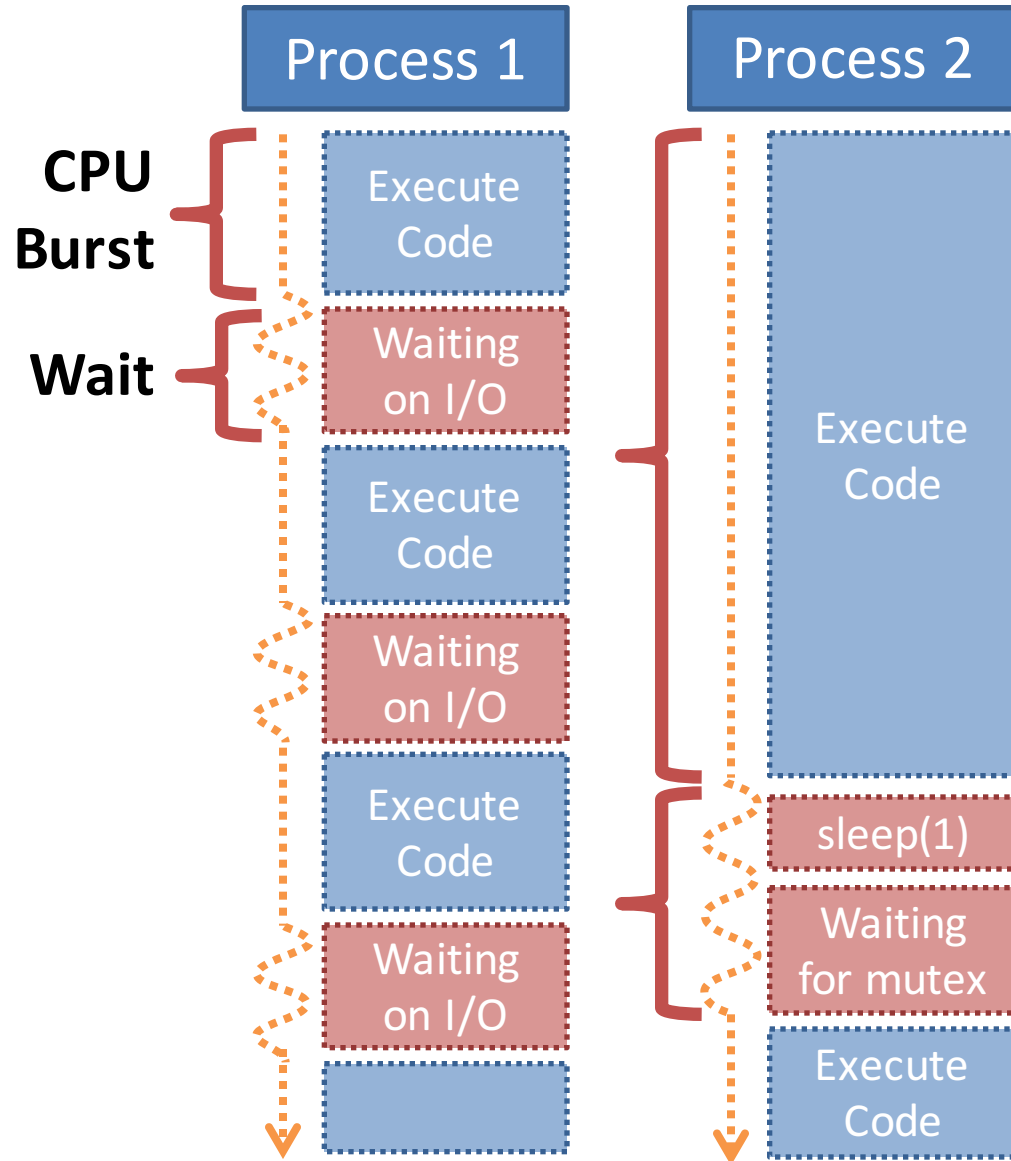 Process 1
Process 2
CPU
Burst
Wait
Execute
Code
Waiting
on I/O
Execute
Code
Waiting
on I/O
Execute
Code
Waiting
on I/O
Execute
Code
sleep(1)
Waiting
for mutex
Execute
Code